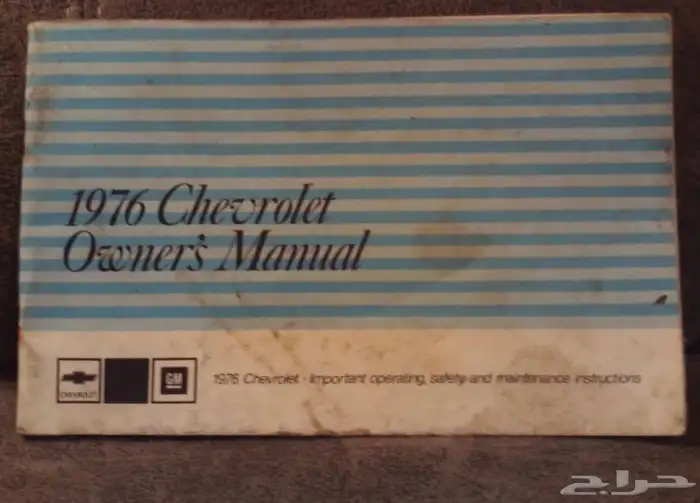 1976 Chevrolet
Owner's Manual
CHEVROLET
GM
1976 Chevrolet · Important operating, safety and maintenance instructions
حراج